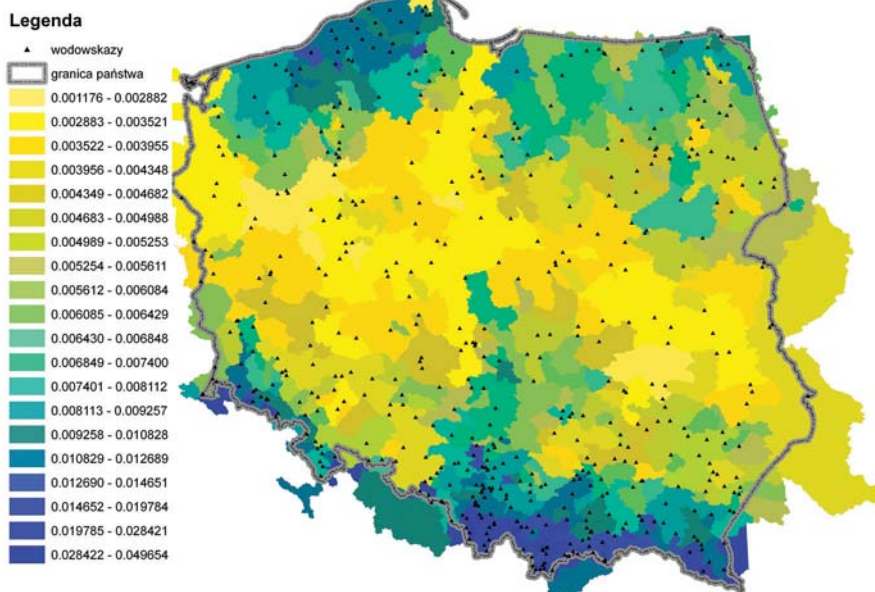 Legenda
wodowskazy
granica państwa
0.001176 - 0.002882
0.002883 - 0.003521
0.003522 - 0.003955
0.003956 - 0.004348
0.004349 - 0.004682
0.004683 - 0.004988
0.004989 - 0.005253
0.005254 - 0.005611
0.005612 - 0.006084
0.006085 - 0.006429
0.006430 - 0.006848
0.006849 - 0.007400
0.007401 - 0.008112
0.008113 - 0.009257
0.009258 - 0.010828
0.010829 - 0.012689
0.012690 - 0.014651
0.014652 - 0.019784
0.019785 - 0.028421
0.028422 - 0.049654